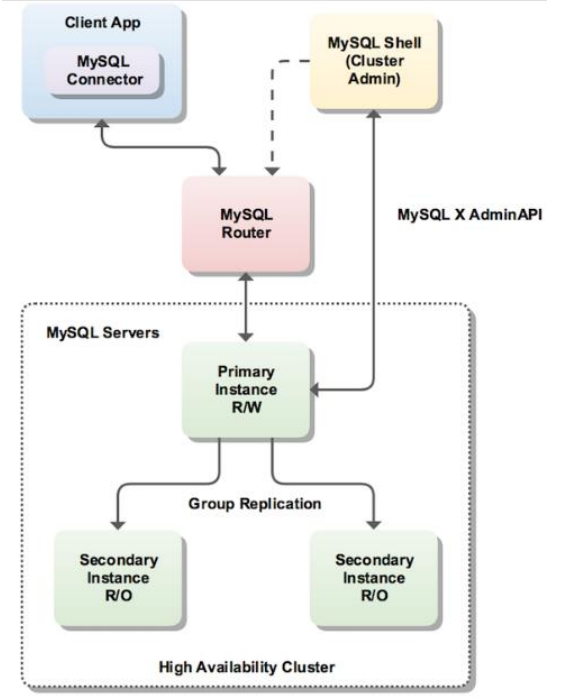 Client App
MySQL
Connector
MySQL Shell
(Cluster
Admin)
MySQL
Router
MySQL X AdminAPI
MySQL Servers
Primary
Instance
R/W
Group Replication
Secondary
Instance
R/O
Secondary
Instance
R/O
High Availability Cluster